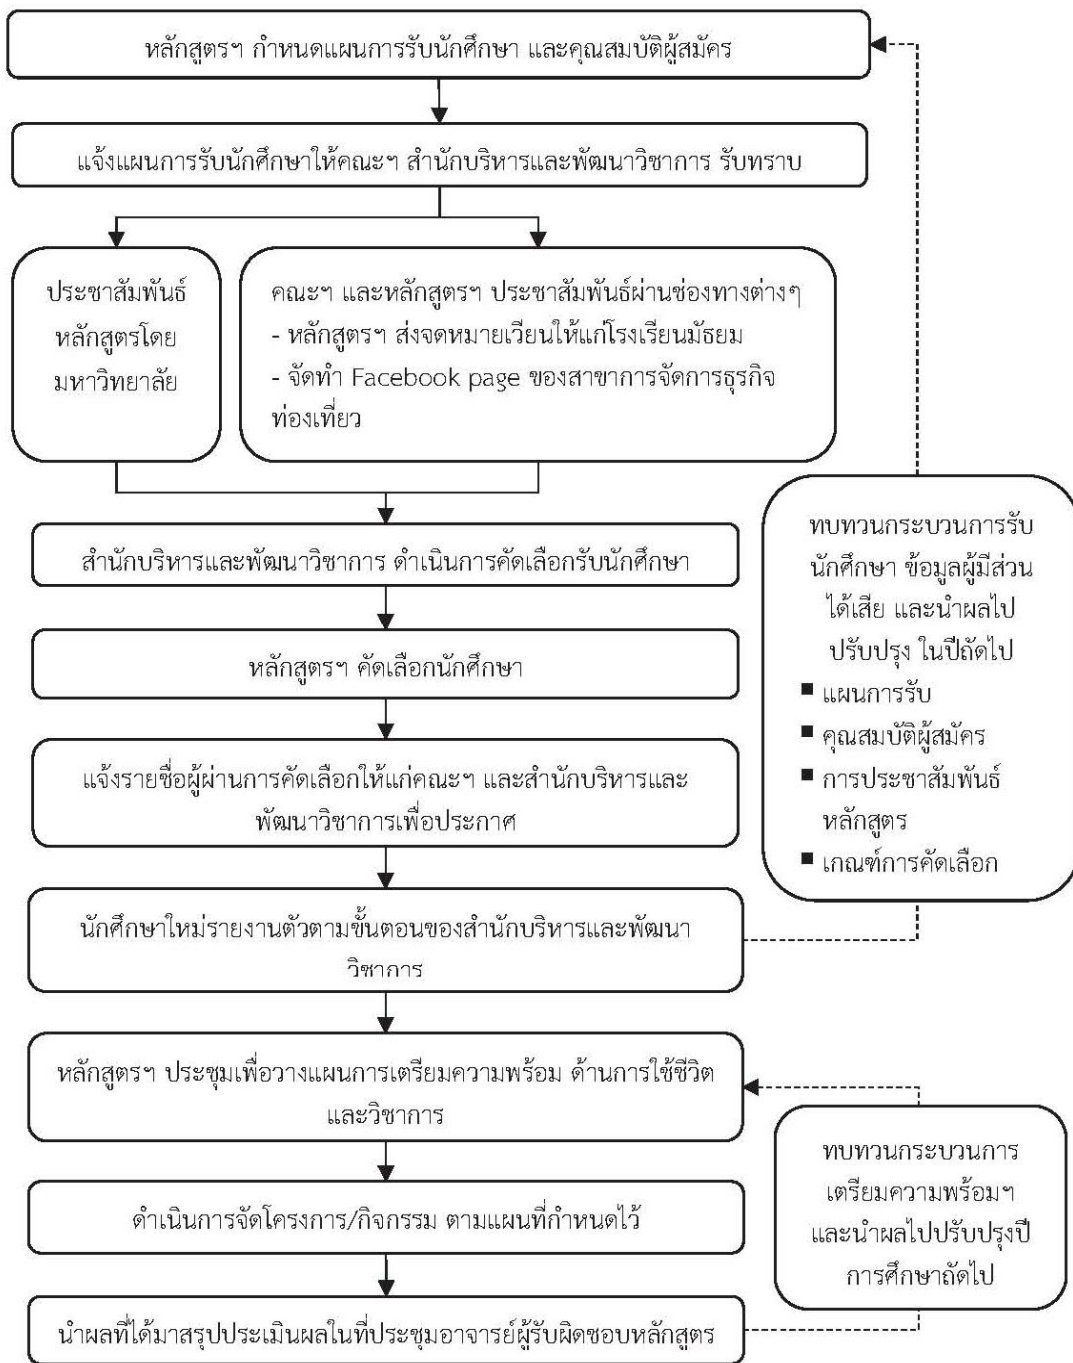 หลักสูตรฯ กำหนดแผนการรับนักศึกษา และคุณสมบัติผู้สมัคร
แจ้งแผนการรับนักศึกษาให้คณะฯ สำนักบริหารและพัฒนาวิชาการ รับทราบ
ประชาสัมพันธ์
หลักสูตรโดย
มหาวิทยาลัย
คณะฯ และหลักสูตรฯ ประชาสัมพันธ์ผ่านช่องทางต่างๆ
- หลักสูตรฯ ส่งจดหมายเวียนให้แก่โรงเรียนมัธยม
- จัดทำ Facebook page ของสาขาการจัดการธุรกิจ
ท่องเที่ยว
สำนักบริหารและพัฒนาวิชาการ ดำเนินการคัดเลือกรับนักศึกษา
หลักสูตรฯ คัดเลือกนักศึกษา
แจ้งรายชื่อผู้ผ่านการคัดเลือกให้แก่คณะฯ และสำนักบริหารและ
พัฒนาวิชาการเพื่อประกาศ
นักศึกษาใหม่รายงานตัวตามขั้นตอนของสำนักบริหารและพัฒนา
วิชาการ
ทบทวนกระบวนการรับ
นักศึกษา ข้อมูลผู้มีส่วน
ได้เสีย และนำผลไป
ปรับปรุง ในปีถัดไป
▪ แผนการรับ
▪ คุณสมบัติผู้สมัคร
▪ การประชาสัมพันธ์
หลักสูตร
▪ เกณฑ์การคัดเลือก
หลักสูตรฯ ประชุมเพื่อวางแผนการเตรียมความพร้อม ด้านการใช้ชีวิต
และวิชาการ
ดำเนินการจัดโครงการ/กิจกรรม ตามแผนที่กำหนดไว้
นำผลที่ได้มาสรุปประเมินผลในที่ประชุมอาจารย์ผู้รับผิดชอบหลักสูตร
ทบทวนกระบวนการ
เตรียมความพร้อมฯ
และนำผลไปปรับปรุงปี
การศึกษาถัดไป